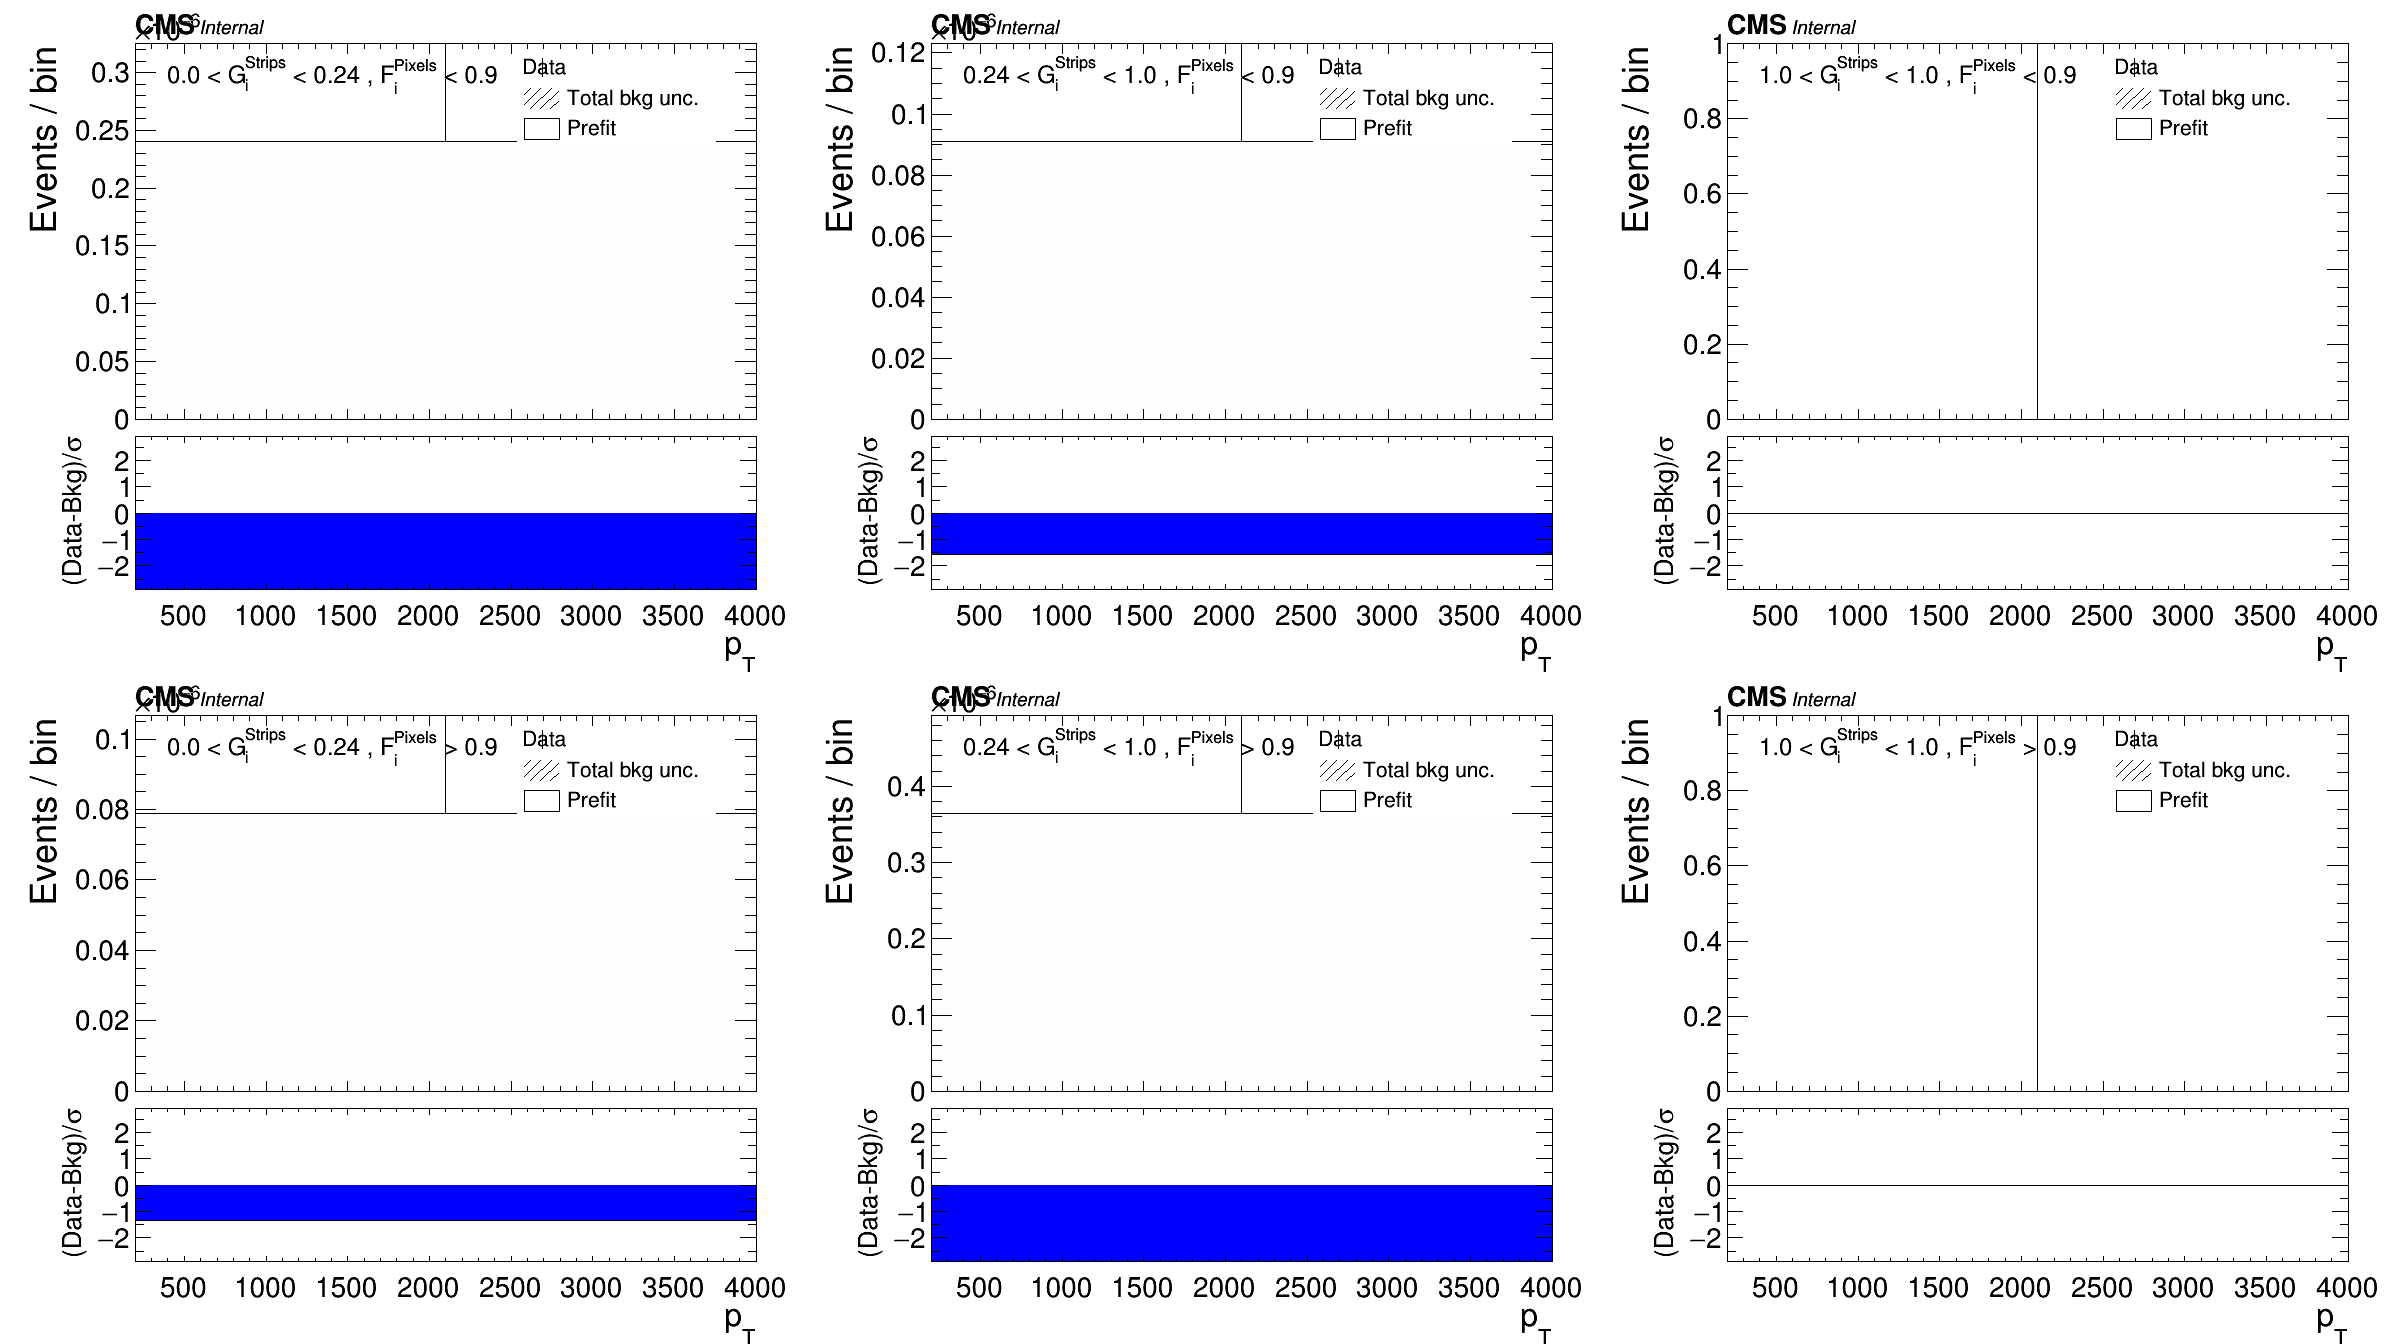 CMS Internal
×10^6
0.0 < G_i^Strips < 0.24 , F_i^Pixels < 0.9
Data
Total bkg unc.
Prefit
Events / bin
0.3
0.25
0.2
0.15
0.1
0.05
0
(Data-Bkg)/σ
2
1
0
−1
−2
500 1000 1500 2000 2500 3000 3500 4000
p_T
CMS Internal
×10^6
0.24 < G_i^Strips < 1.0 , F_i^Pixels < 0.9
Data
Total bkg unc.
Prefit
Events / bin
0.12
0.1
0.08
0.06
0.04
0.02
0
(Data-Bkg)/σ
2
1
0
−1
−2
500 1000 1500 2000 2500 3000 3500 4000
p_T
CMS Internal
1.0 < G_i^Strips < 1.0 , F_i^Pixels < 0.9
Data
Total bkg unc.
Prefit
Events / bin
1
0.8
0.6
0.4
0.2
0
(Data-Bkg)/σ
2
1
0
−1
−2
500 1000 1500 2000 2500 3000 3500 4000
p_T
CMS Internal
×10^6
0.0 < G_i^Strips < 0.24 , F_i^Pixels > 0.9
Data
Total bkg unc.
Prefit
Events / bin
0.1
0.08
0.06
0.04
0.02
0
(Data-Bkg)/σ
2
1
0
−1
−2
500 1000 1500 2000 2500 3000 3500 4000
p_T
CMS Internal
×10^6
0.24 < G_i^Strips < 1.0 , F_i^Pixels > 0.9
Data
Total bkg unc.
Prefit
Events / bin
0.4
0.3
0.2
0.1
0
(Data-Bkg)/σ
2
1
0
−1
−2
500 1000 1500 2000 2500 3000 3500 4000
p_T
CMS Internal
1.0 < G_i^Strips < 1.0 , F_i^Pixels > 0.9
Data
Total bkg unc.
Prefit
Events / bin
1
0.8
0.6
0.4
0.2
0
(Data-Bkg)/σ
2
1
0
−1
−2
500 1000 1500 2000 2500 3000 3500 4000
p_T